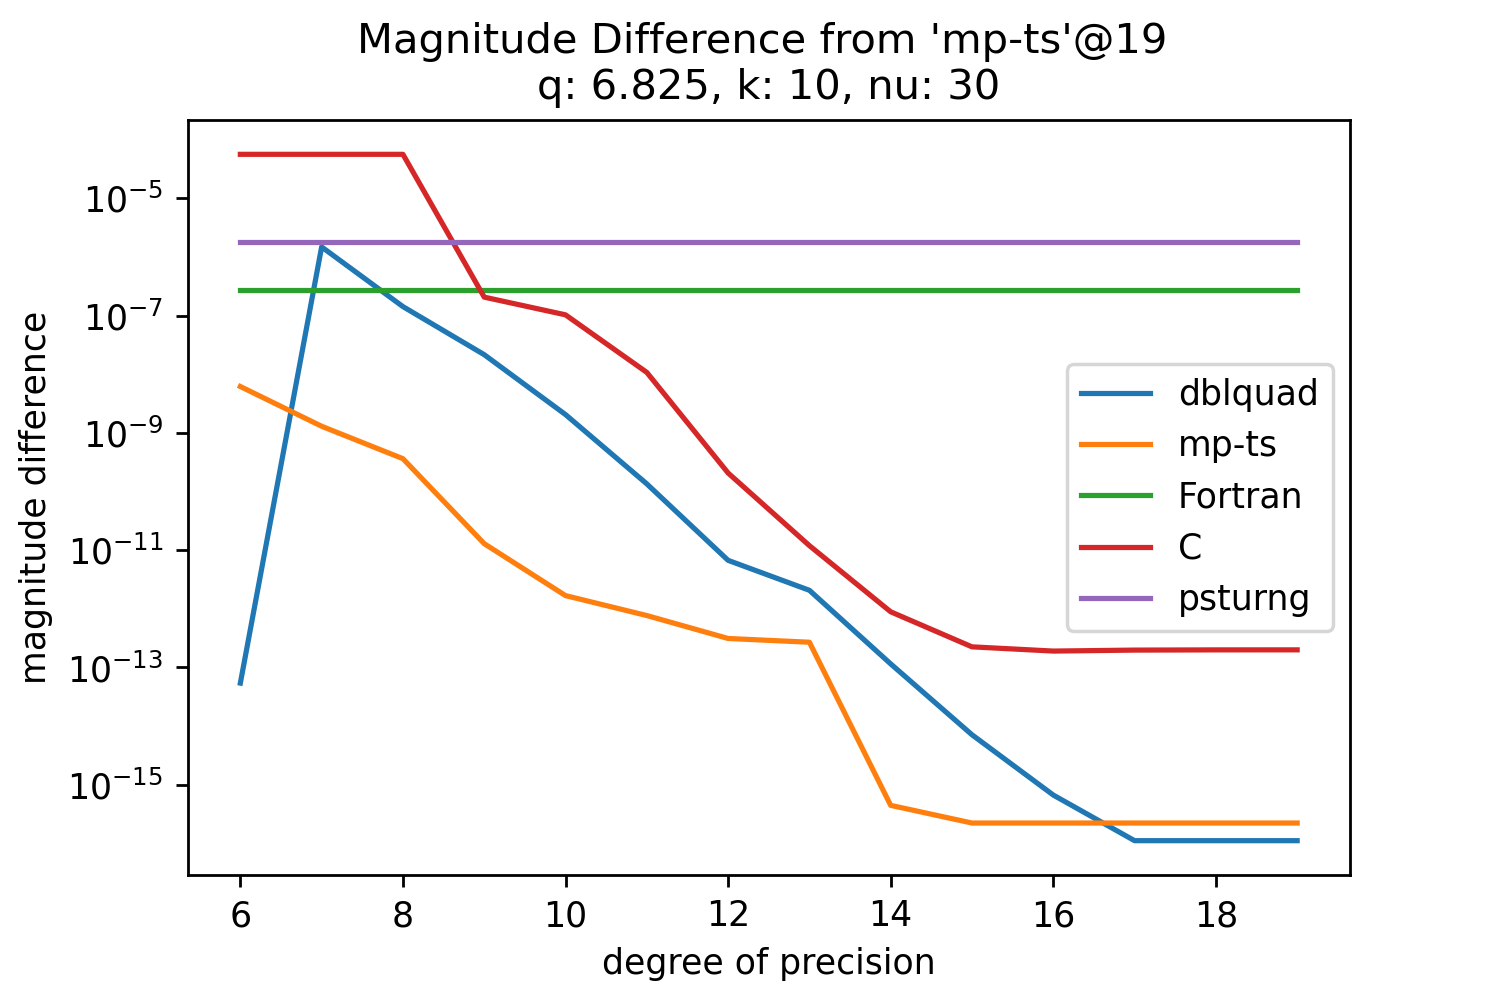 Magnitude Difference from 'mp-ts'@19
q: 6.825, k: 10, nu: 30
magnitude difference
10⁻⁵
10⁻⁷
10⁻⁹
10⁻¹¹
10⁻¹³
10⁻¹⁵
dblquad
mp-ts
Fortran
C
psturng
6 8 10 12 14 16 18
degree of precision